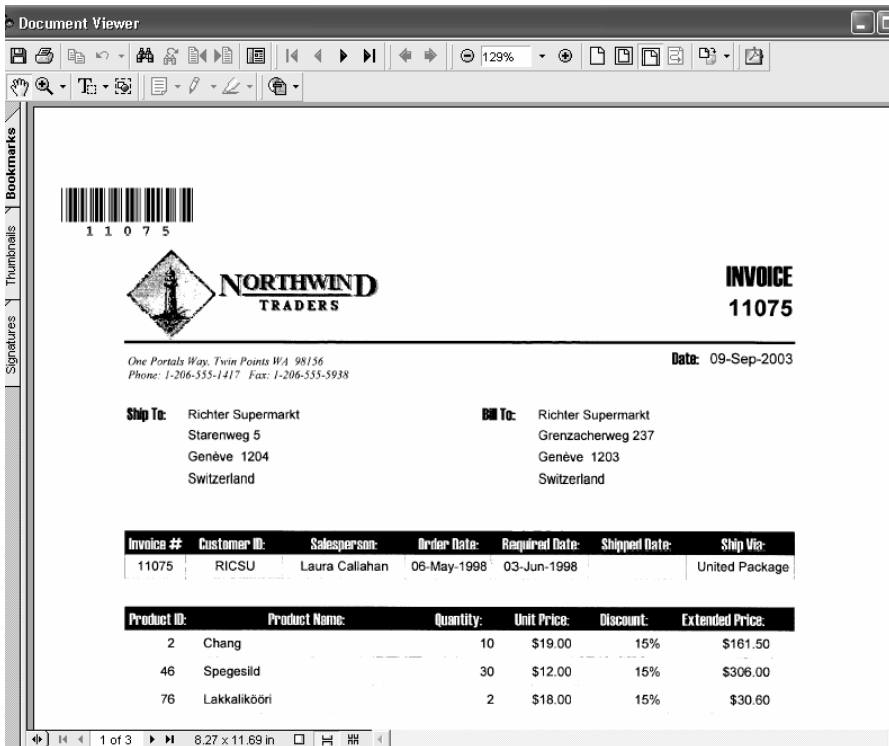 Document Viewer
129%
Bookmarks
Thumbnails
Signatures
11075
NORTHWIND
TRADERS
INVOICE
11075
One Portals Way, Twin Points WA 98156
Phone: 1-206-555-1417 Fax: 1-206-555-5938
Date: 09-Sep-2003
Ship To: Richter Supermarkt
Starenweg 5
Genève 1204
Switzerland
Bill To: Richter Supermarkt
Grenzacherweg 237
Genève 1203
Switzerland
Invoice # Customer ID: Salesperson: Order Date: Required Date: Shipped Date: Ship Via:
11075 RICSU Laura Callahan 06-May-1998 03-Jun-1998 United Package
Product ID: Product Name: Quantity: Unit Price: Discount: Extended Price:
2 Chang 10 $19.00 15% $161.50
46 Spegesild 30 $12.00 15% $306.00
76 Lakkalikööri 2 $18.00 15% $30.60
1 of 3 8.27 x 11.69 in